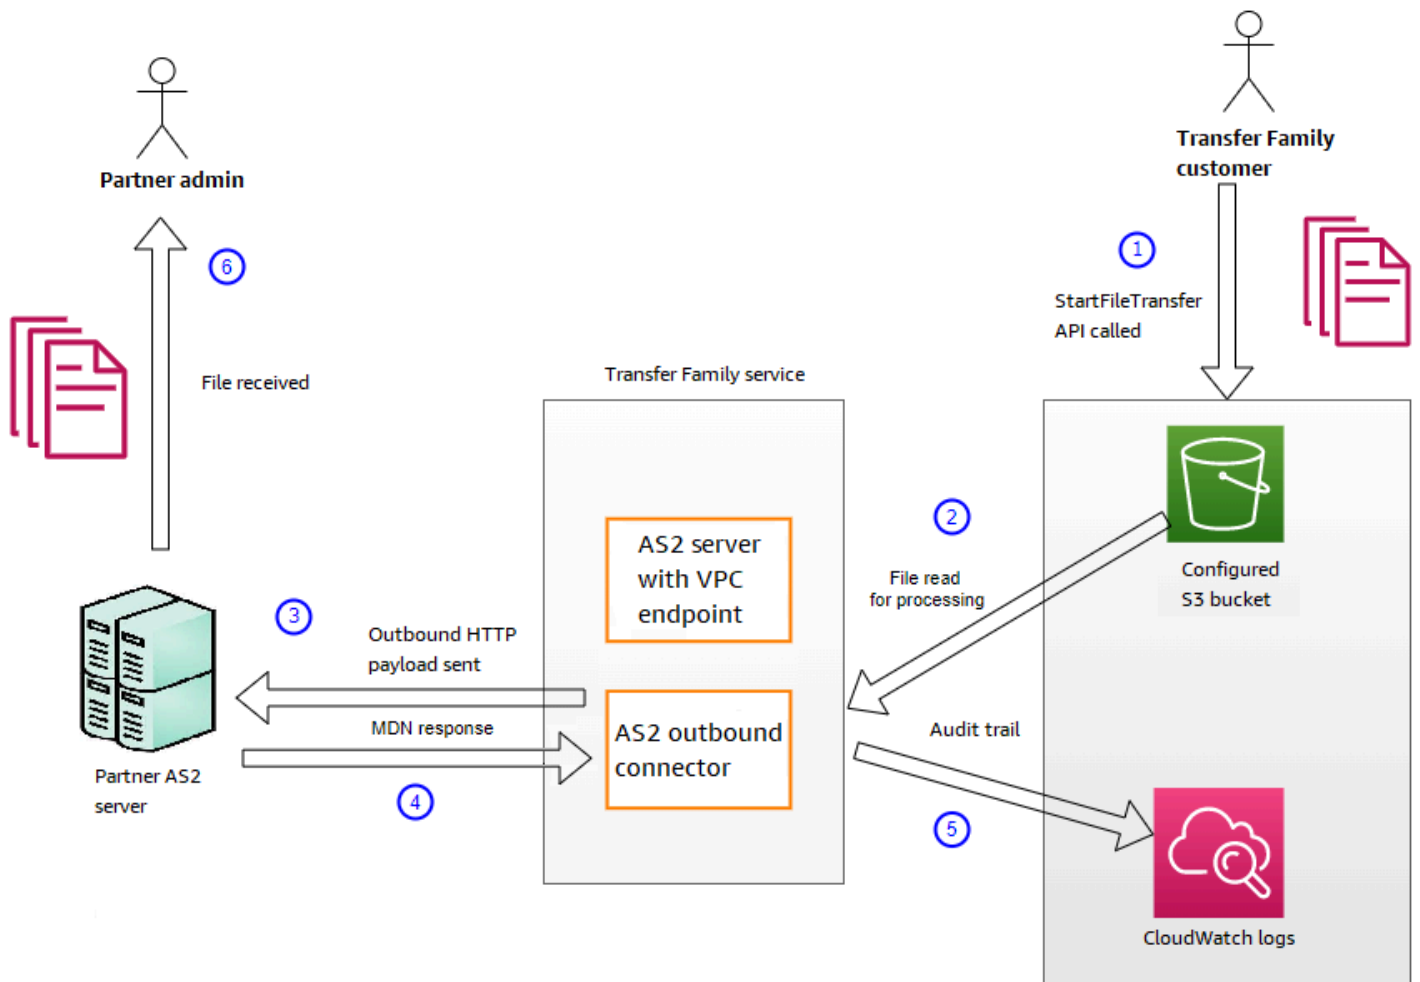 Partner admin
Transfer Family
customer
6
1
StartFileTransfer
API called
File received
Transfer Family service
2
AS2 server
with VPC
endpoint
File read
for processing
Configured
S3 bucket
3
Outbound HTTP
payload sent
MDN response
AS2 outbound
connector
Audit trail
Partner AS2
server
4
5
CloudWatch logs